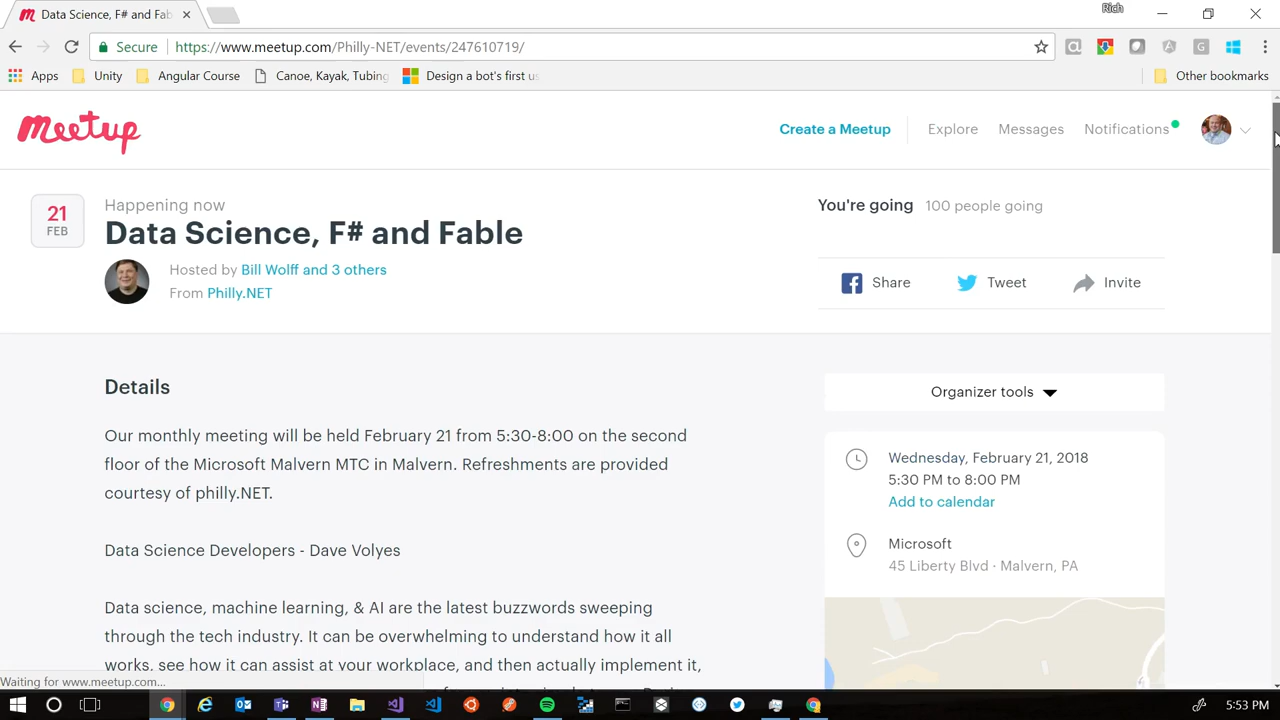 Data Science, F# and Fab
Rich
Secure
https://www.meetup.com/Philly-NET/events/247610719/
Apps
Unity
Angular Course
Canoe, Kayak, Tubing
Design a bot's first us
Other bookmarks
Meetup
Create a Meetup
Explore
Messages
Notifications
21
FEB
Happening now
Data Science, F# and Fable
Hosted by Bill Wolff and 3 others
From Philly.NET
You're going 100 people going
Share
Tweet
Invite
Details
Organizer tools
Our monthly meeting will be held February 21 from 5:30-8:00 on the second
floor of the Microsoft Malvern MTC in Malvern. Refreshments are provided
courtesy of philly.NET.
Data Science Developers - Dave Volyes
Data science, machine learning, & AI are the latest buzzwords sweeping
through the tech industry. It can be overwhelming to understand how it all
works, see how it can assist at your workplace, and then actually implement it,
Wednesday, February 21, 2018
5:30 PM to 8:00 PM
Add to calendar
Microsoft
45 Liberty Blvd · Malvern, PA
Waiting for www.meetup.com...
5:53 PM